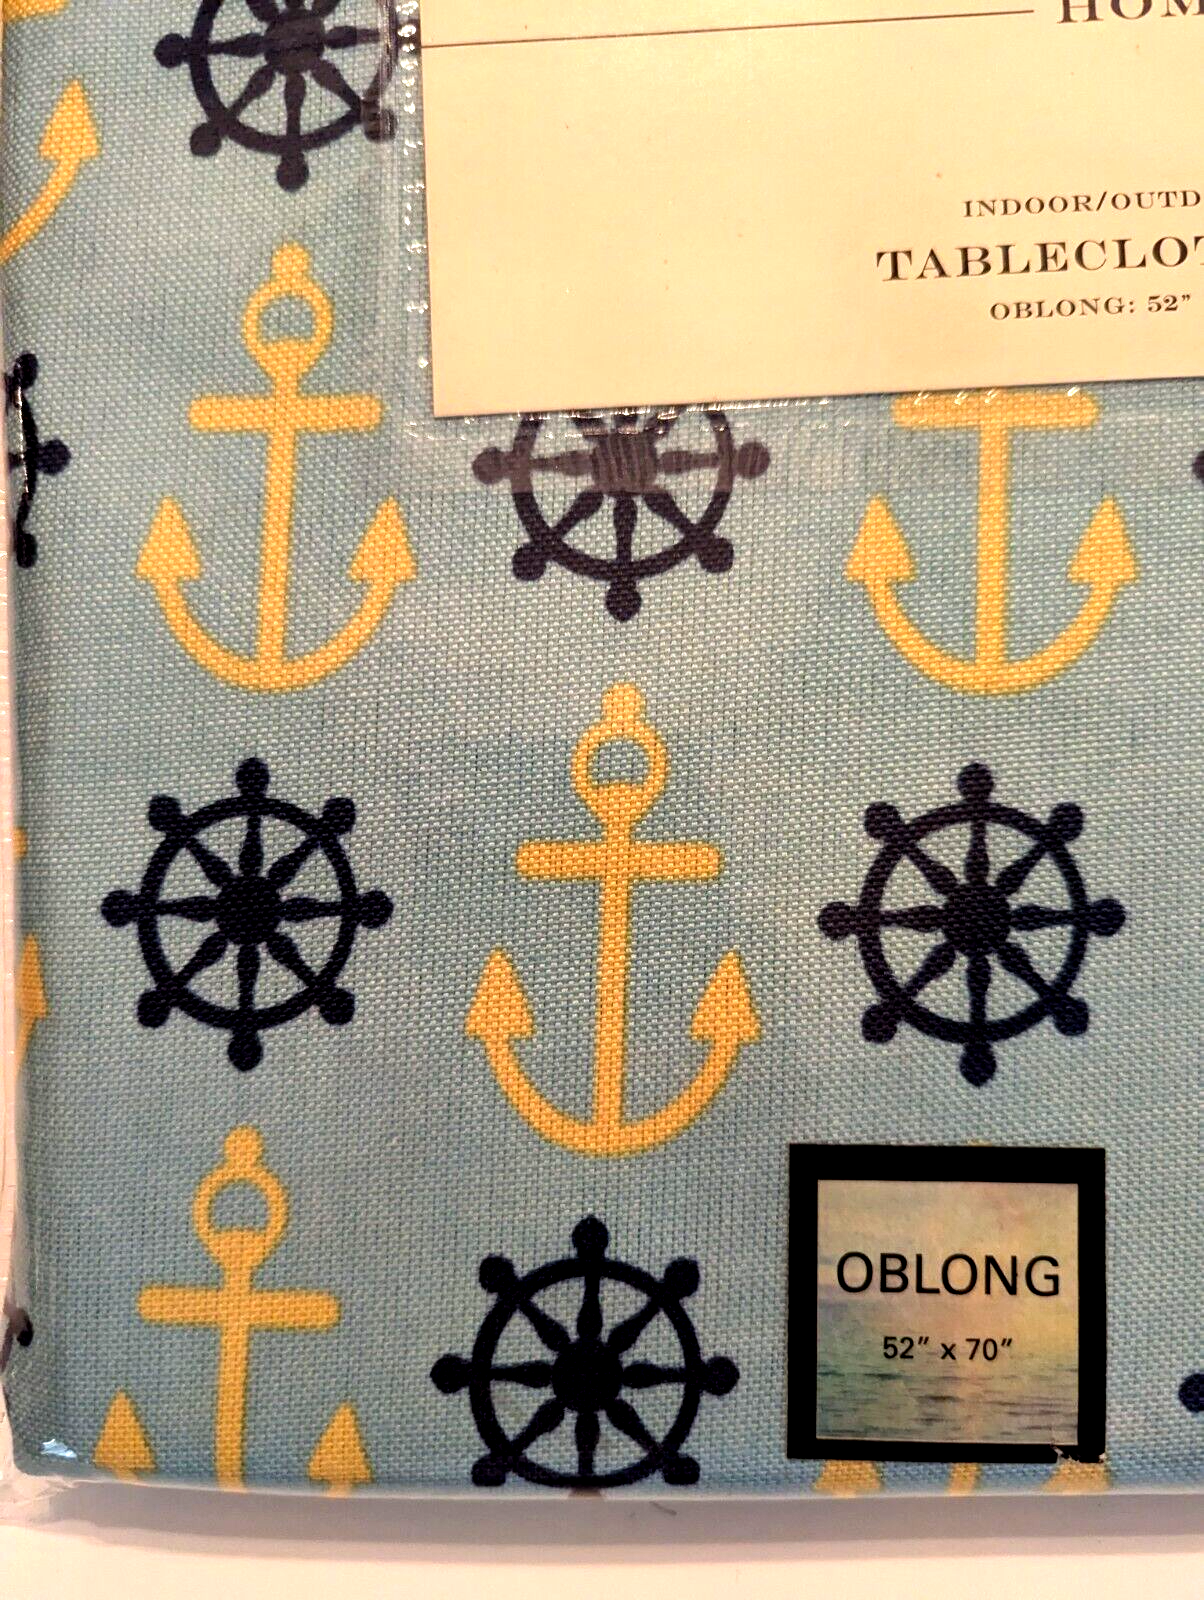 HOM
INDOOR/OUTD
TABLECLOT
OBLONG: 52"
OBLONG
52" x 70"